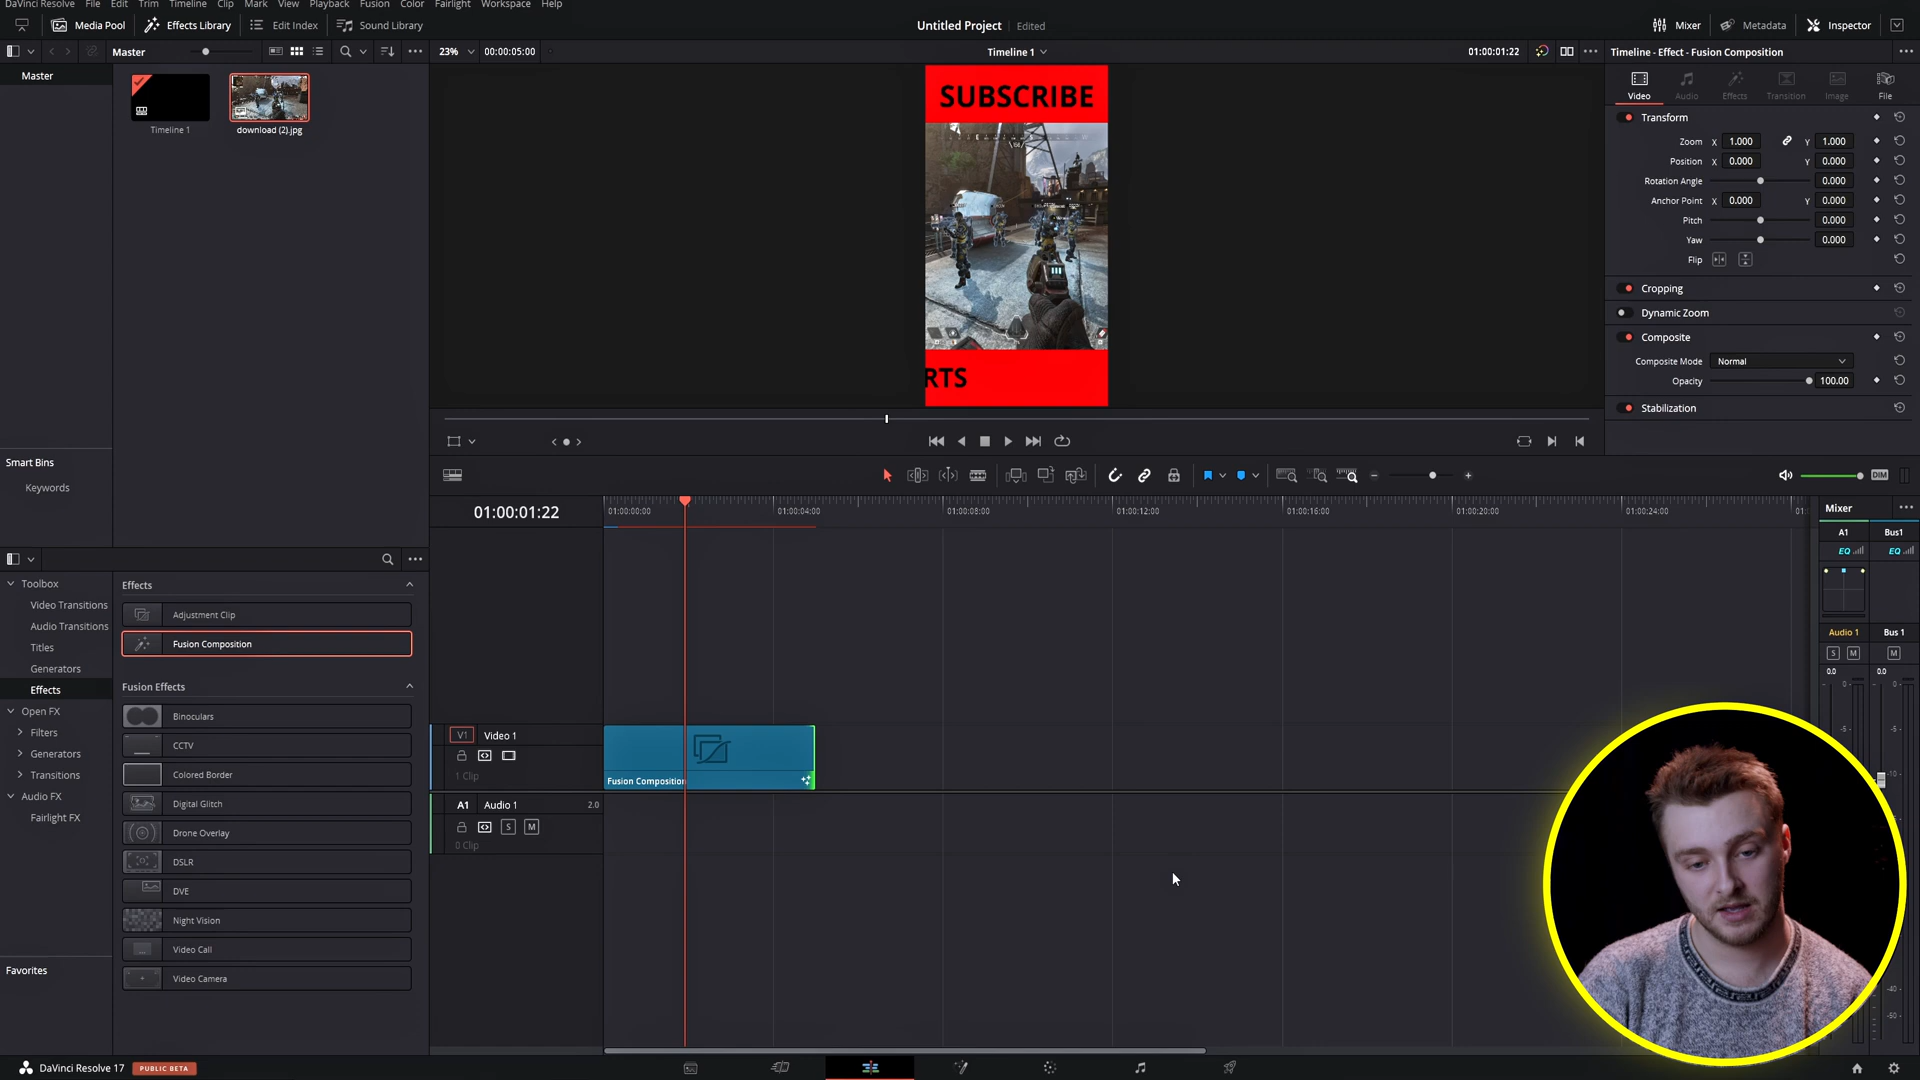 DaVinci Resolve File Edit Trim Timeline Clip Mark View Playback Fusion Color Fairlight Workspace Help
Media Pool Effects Library Edit Index Sound Library Untitled Project Edited Mixer Metadata Inspector
Master 23% 00:00:05:00 Timeline 1 01:00:01:22 Timeline - Effect - Fusion Composition
Master
Timeline 1
download (2).jpg
SUBSCRIBE
RTS
Video Audio Effects Transition Image File
Transform
Zoom X 1.000 Y 1.000
Position X 0.000 Y 0.000
Rotation Angle 0.000
Anchor Point X 0.000 Y 0.000
Pitch 0.000
Yaw 0.000
Flip
Cropping
Dynamic Zoom
Composite
Composite Mode Normal
Opacity 100.00
Stabilization
Smart Bins
Keywords
DIM
01:00:01:22
01:00:00:00 01:00:04:00 01:00:08:00 01:00:12:00 01:00:16:00 01:00:20:00 01:00:24:00
Mixer
A1 Bus1
EQ EQ
Audio 1 Bus 1
S M M
0.0 0.0
Toolbox
Video Transitions
Audio Transitions
Titles
Generators
Effects
Open FX
Filters
Generators
Transitions
Audio FX
Fairlight FX
Favorites
Effects
Adjustment Clip
Fusion Composition
Fusion Effects
Binoculars
CCTV
Colored Border
Digital Glitch
Drone Overlay
DSLR
DVE
Night Vision
Video Call
Video Camera
V1 Video 1
1 Clip
Fusion Composition
A1 Audio 1 2.0
S M
0 Clip
DaVinci Resolve 17 PUBLIC BETA